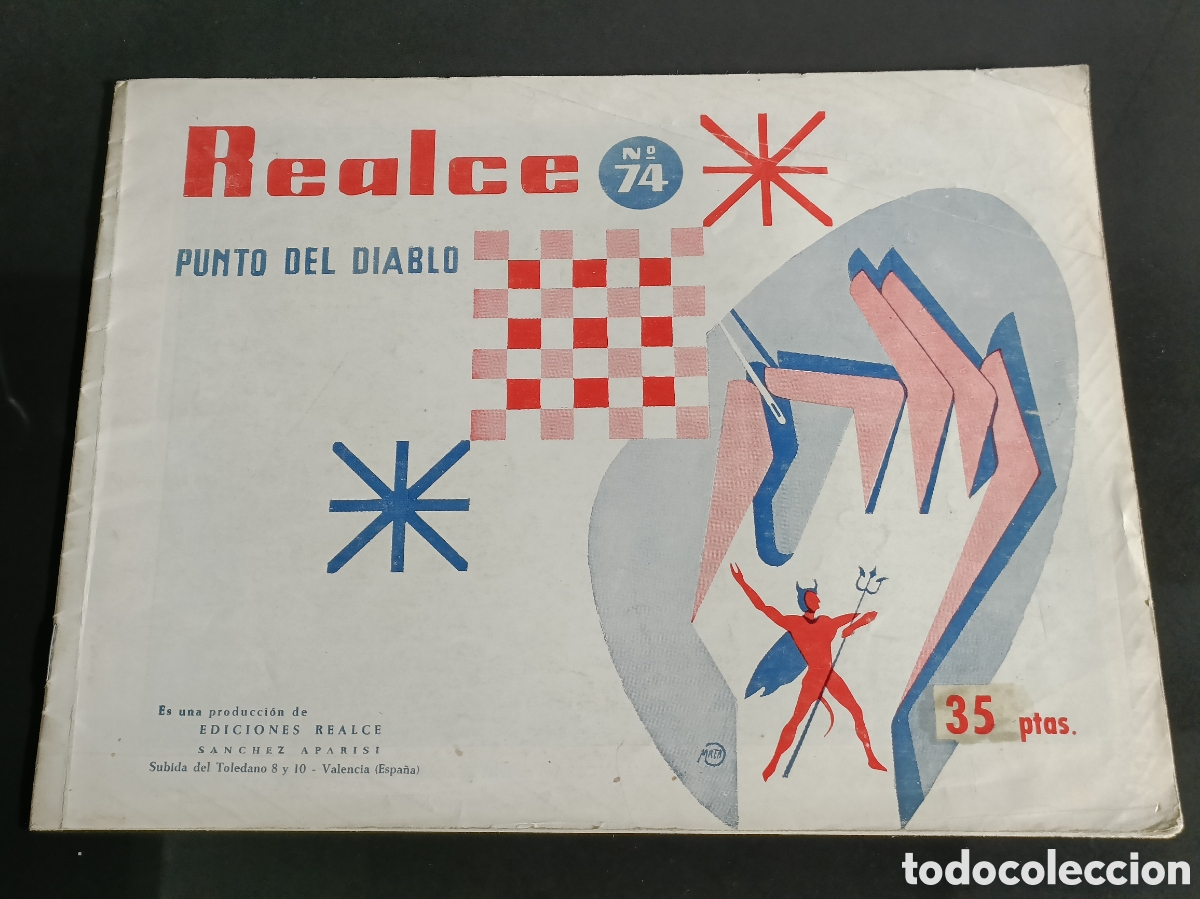 Realce Nº 74
PUNTO DEL DIABLO
Es una producción de
EDICIONES REALCE
SANCHEZ APARISI
Subida del Toledano 8 y 10 - Valencia (España)
MATA
35 ptas.
todocoleccion